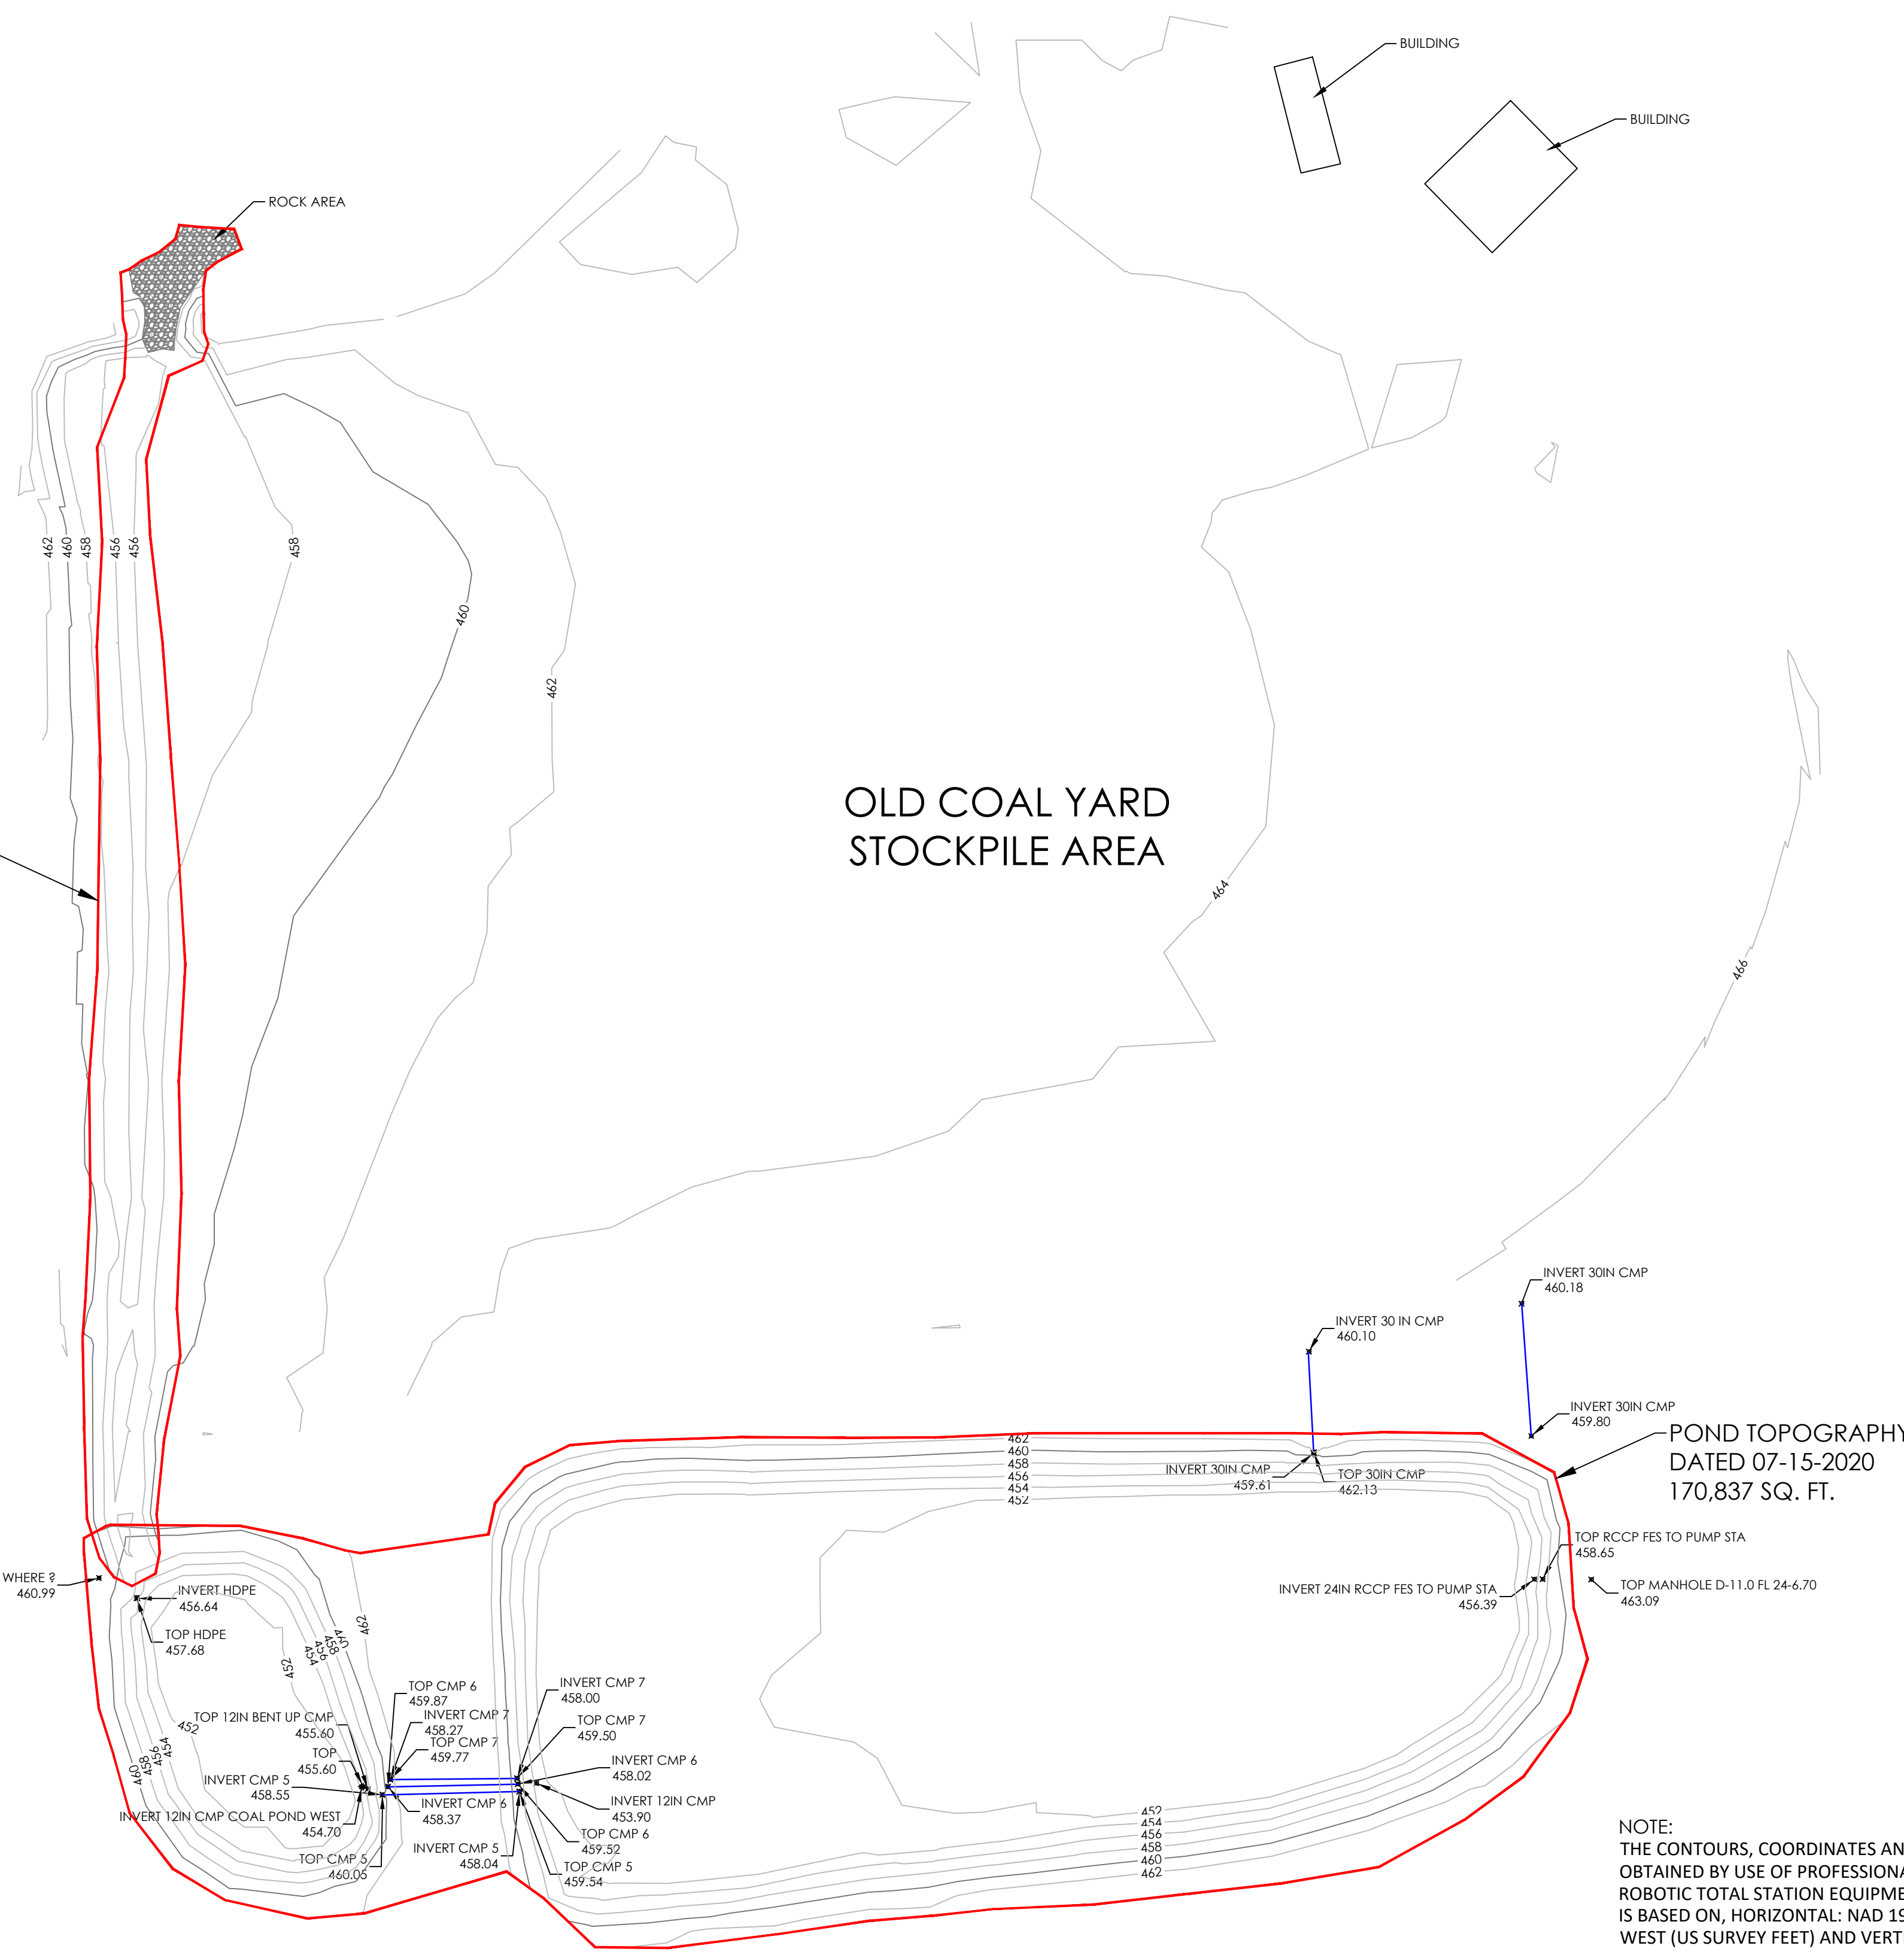 BUILDING
BUILDING
ROCK AREA
462
460
458
456
456
458
460
462
OLD COAL YARD
STOCKPILE AREA
464
466
INVERT 30IN CMP
460.18
INVERT 30 IN CMP
460.10
INVERT 30IN CMP
459.80
POND TOPOGRAPHY
DATED 07-15-2020
170,837 SQ. FT.
462
460
458
456
454
452
INVERT 30IN CMP
459.61
TOP 30IN CMP
462.13
TOP RCCP FES TO PUMP STA
458.65
INVERT 24IN RCCP FES TO PUMP STA
456.39
TOP MANHOLE D-11.0 FL 24-6.70
463.09
WHERE ?
460.99
INVERT HDPE
456.64
TOP HDPE
457.68
462
460
458
456
454
452
452
TOP CMP 6
459.87
INVERT CMP 7
458.27
TOP CMP 7
459.77
TOP 12IN BENT UP CMP
455.60
TOP
455.60
INVERT CMP 5
458.55
INVERT 12IN CMP COAL POND WEST
454.70
TOP CMP 5
460.05
INVERT CMP 6
458.37
INVERT CMP 5
458.04
INVERT CMP 7
458.00
TOP CMP 7
459.50
INVERT CMP 6
458.02
INVERT 12IN CMP
453.90
TOP CMP 6
459.52
TOP CMP 5
459.54
460
458
456
454
452
454
456
458
460
462
NOTE:
THE CONTOURS, COORDINATES AN
OBTAINED BY USE OF PROFESSIONA
ROBOTIC TOTAL STATION EQUIPME
IS BASED ON, HORIZONTAL: NAD 19
WEST (US SURVEY FEET) AND VERT